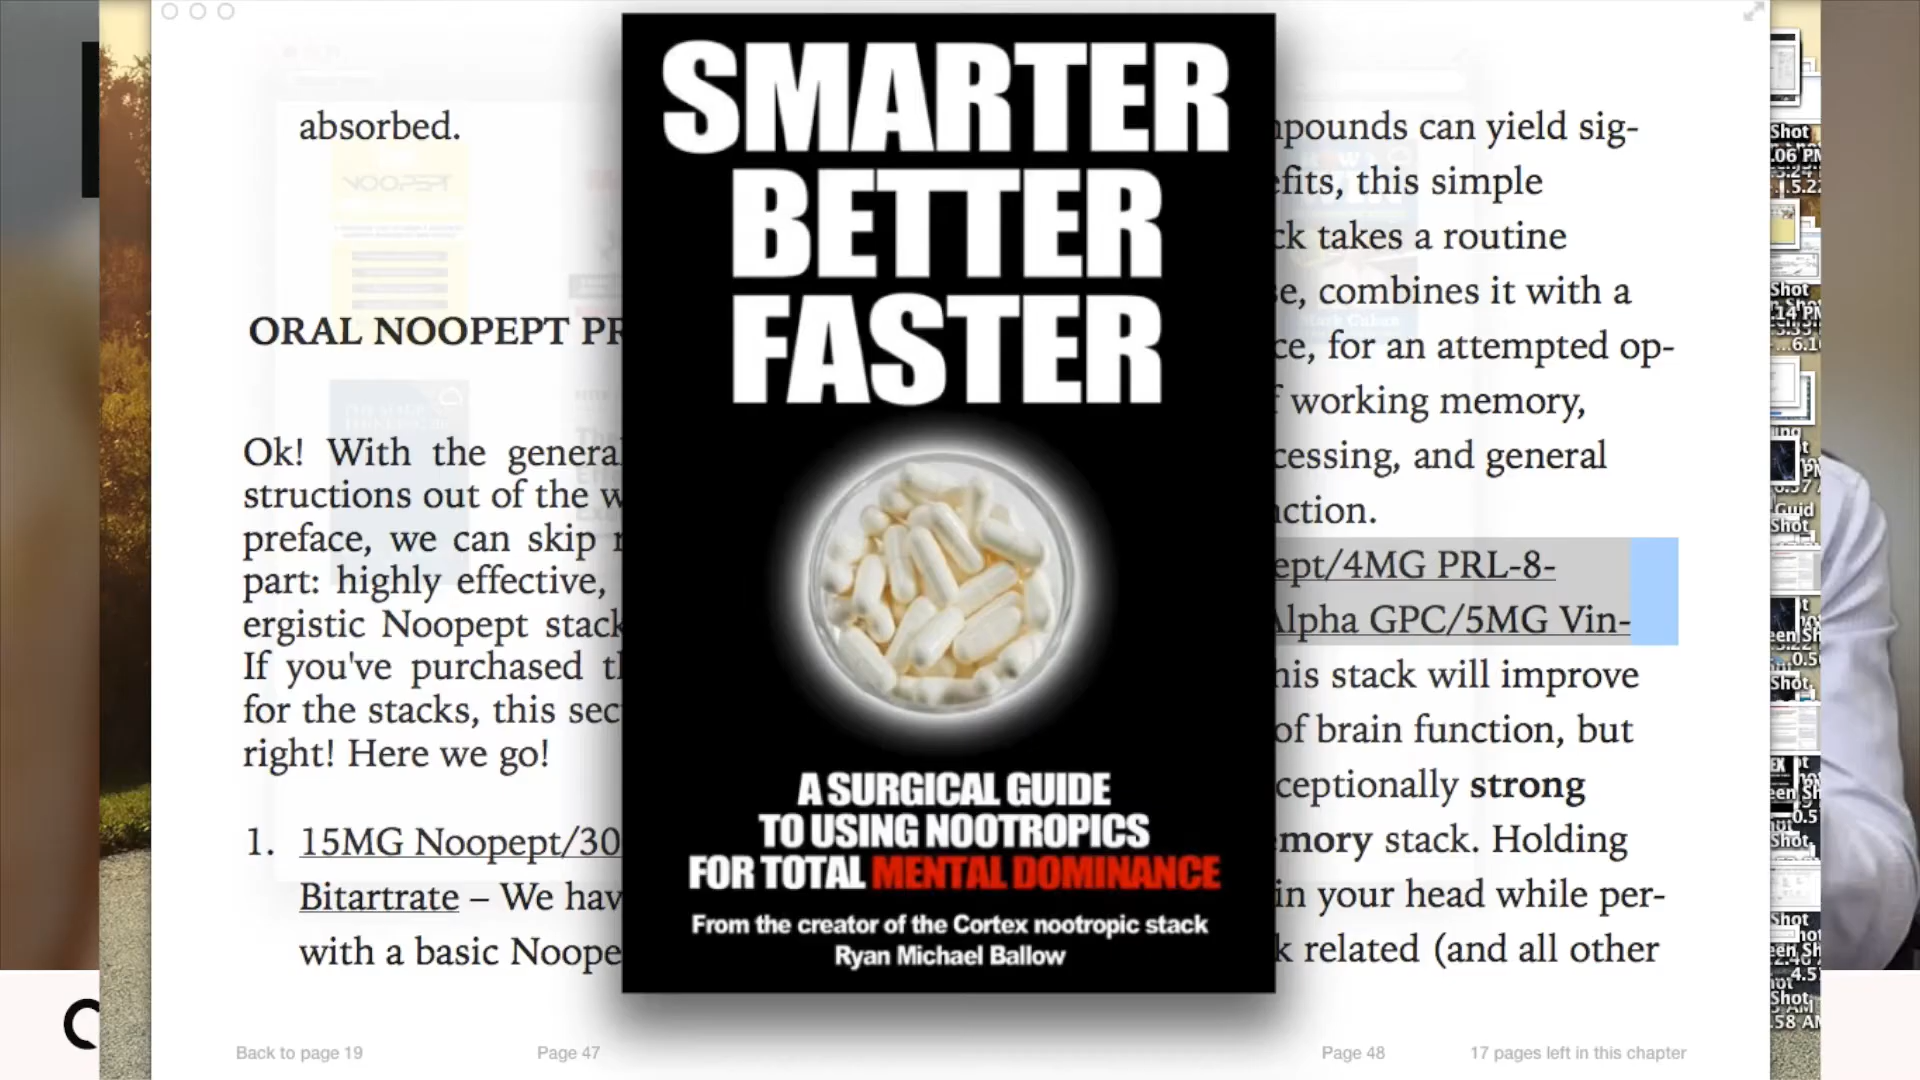 absorbed.
ORAL NOOPEPT PR
Ok! With the general
structions out of the w
preface, we can skip
part: highly effective,
ergistic Noopept stack
If you've purchased t
for the stacks, this sec
right! Here we go!
1. 15MG Noopept/30
Bitartrate – We hav
with a basic Noope
Back to page 19
Page 47
SMARTER
BETTER
FASTER
A SURGICAL GUIDE
TO USING NOOTROPICS
FOR TOTAL MENTAL DOMINANCE
From the creator of the Cortex nootropic stack
Ryan Michael Ballow
pounds can yield sig-
efits, this simple
ck takes a routine
se, combines it with a
ce, for an attempted op-
f working memory,
cessing, and general
action.
ept/4MG PRL-8-
Alpha GPC/5MG Vin-
his stack will improve
of brain function, but
ceptionally strong
mory stack. Holding
in your head while per-
k related (and all other
Page 48
17 pages left in this chapter